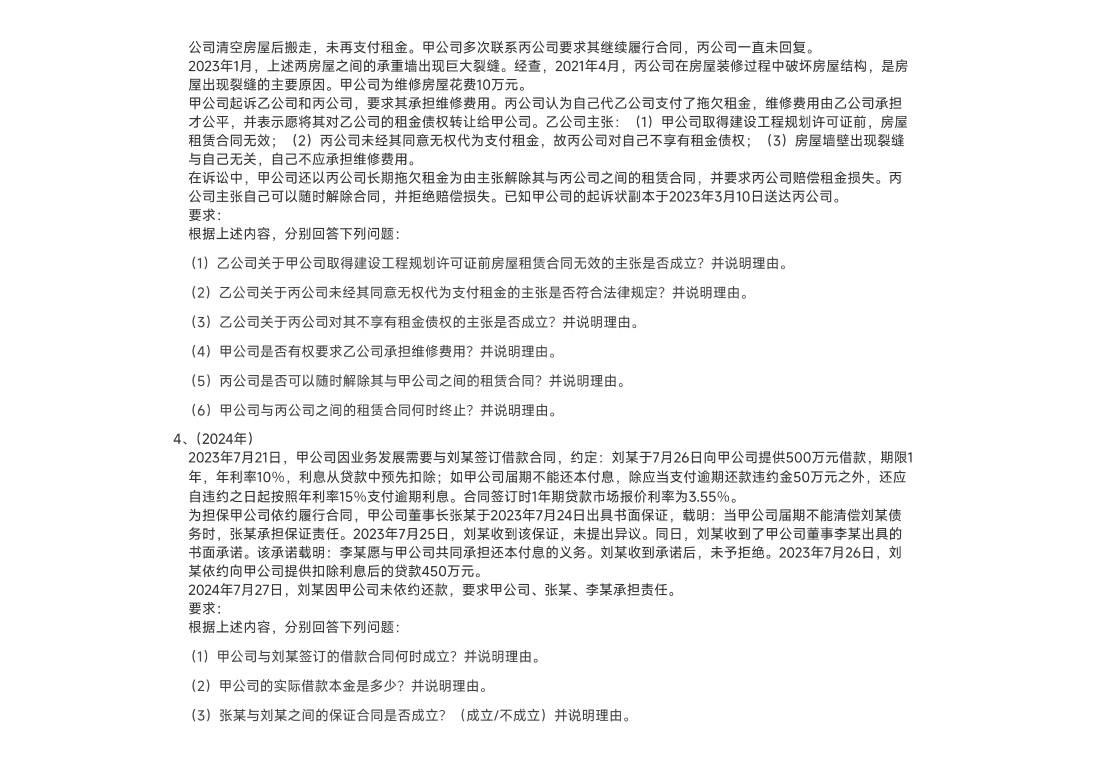 公司清空房屋后搬走，未再支付租金。甲公司多次联系丙公司要求其继续履行合同，丙公司一直未回复。
2023年1月，上述两房屋之间的承重墙出现巨大裂缝。经查，2021年4月，丙公司在房屋装修过程中破坏房屋结构，是房
屋出现裂缝的主要原因。甲公司为维修房屋花费10万元。
甲公司起诉乙公司和丙公司，要求其承担维修费用。丙公司认为自己代乙公司支付了拖欠租金，维修费用由乙公司承担
才公平，并表示愿将其对乙公司的租金债权转让给甲公司。乙公司主张：（1）甲公司取得建设工程规划许可证前，房屋
租赁合同无效；（2）丙公司未经其同意无权代为支付租金，故丙公司对自己不享有租金债权；（3）房屋墙壁出现裂缝
与自己无关，自己不应承担维修费用。
在诉讼中，甲公司还以丙公司长期拖欠租金为由主张解除其与丙公司之间的租赁合同，并要求丙公司赔偿租金损失。丙
公司主张自己可以随时解除合同，并拒绝赔偿损失。已知甲公司的起诉状副本于2023年3月10日送达丙公司。
要求：
根据上述内容，分别回答下列问题：
（1）乙公司关于甲公司取得建设工程规划许可证前房屋租赁合同无效的主张是否成立？并说明理由。
（2）乙公司关于丙公司未经其同意无权代为支付租金的主张是否符合法律规定？并说明理由。
（3）乙公司关于丙公司对其不享有租金债权的主张是否成立？并说明理由。
（4）甲公司是否有权要求乙公司承担维修费用？并说明理由。
（5）丙公司是否可以随时解除其与甲公司之间的租赁合同？并说明理由。
（6）甲公司与丙公司之间的租赁合同何时终止？并说明理由。
4、（2024年）
2023年7月21日，甲公司因业务发展需要与刘某签订借款合同，约定：刘某于7月26日向甲公司提供500万元借款，期限1
年，年利率10%，利息从贷款中预先扣除；如甲公司届期不能还本付息，除应当支付逾期还款违约金50万元之外，还应
自违约之日起按照年利率15%支付逾期利息。合同签订时1年期贷款市场报价利率为3.55%。
为担保甲公司依约履行合同，甲公司董事长张某于2023年7月24日出具书面保证，载明：当甲公司届期不能清偿刘某债
务时，张某承担保证责任。2023年7月25日，刘某收到该保证，未提出异议。同日，刘某收到了甲公司董事李某出具的
书面承诺。该承诺载明：李某愿与甲公司共同承担还本付息的义务。刘某收到承诺后，未予拒绝。2023年7月26日，刘
某依约向甲公司提供扣除利息后的贷款450万元。
2024年7月27日，刘某因甲公司未依约还款，要求甲公司、张某、李某承担责任。
要求：
根据上述内容，分别回答下列问题：
（1）甲公司与刘某签订的借款合同何时成立？并说明理由。
（2）甲公司的实际借款本金是多少？并说明理由。
（3）张某与刘某之间的保证合同是否成立？（成立/不成立）并说明理由。